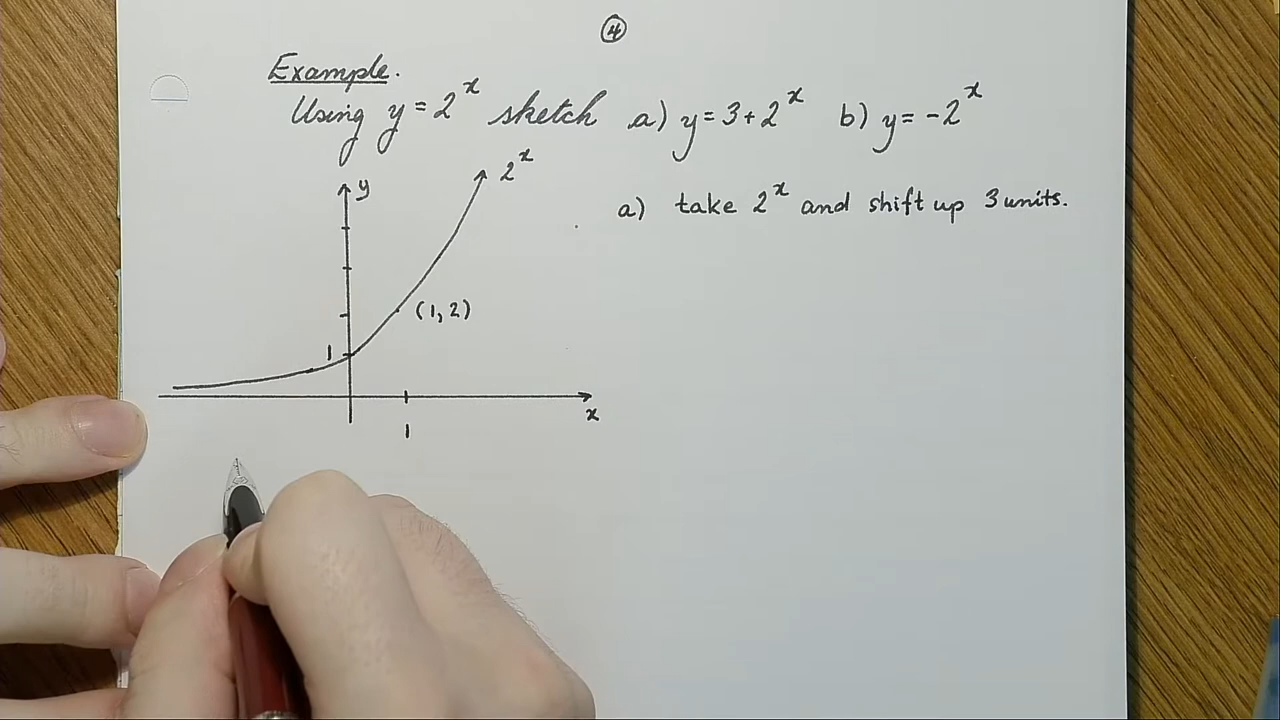 ④
Example.
Using y = 2^x sketch a) y = 3 + 2^x b) y = -2^x
2^x
y
a) take 2^x and shift up 3 units.
(1, 2)
1
x
1